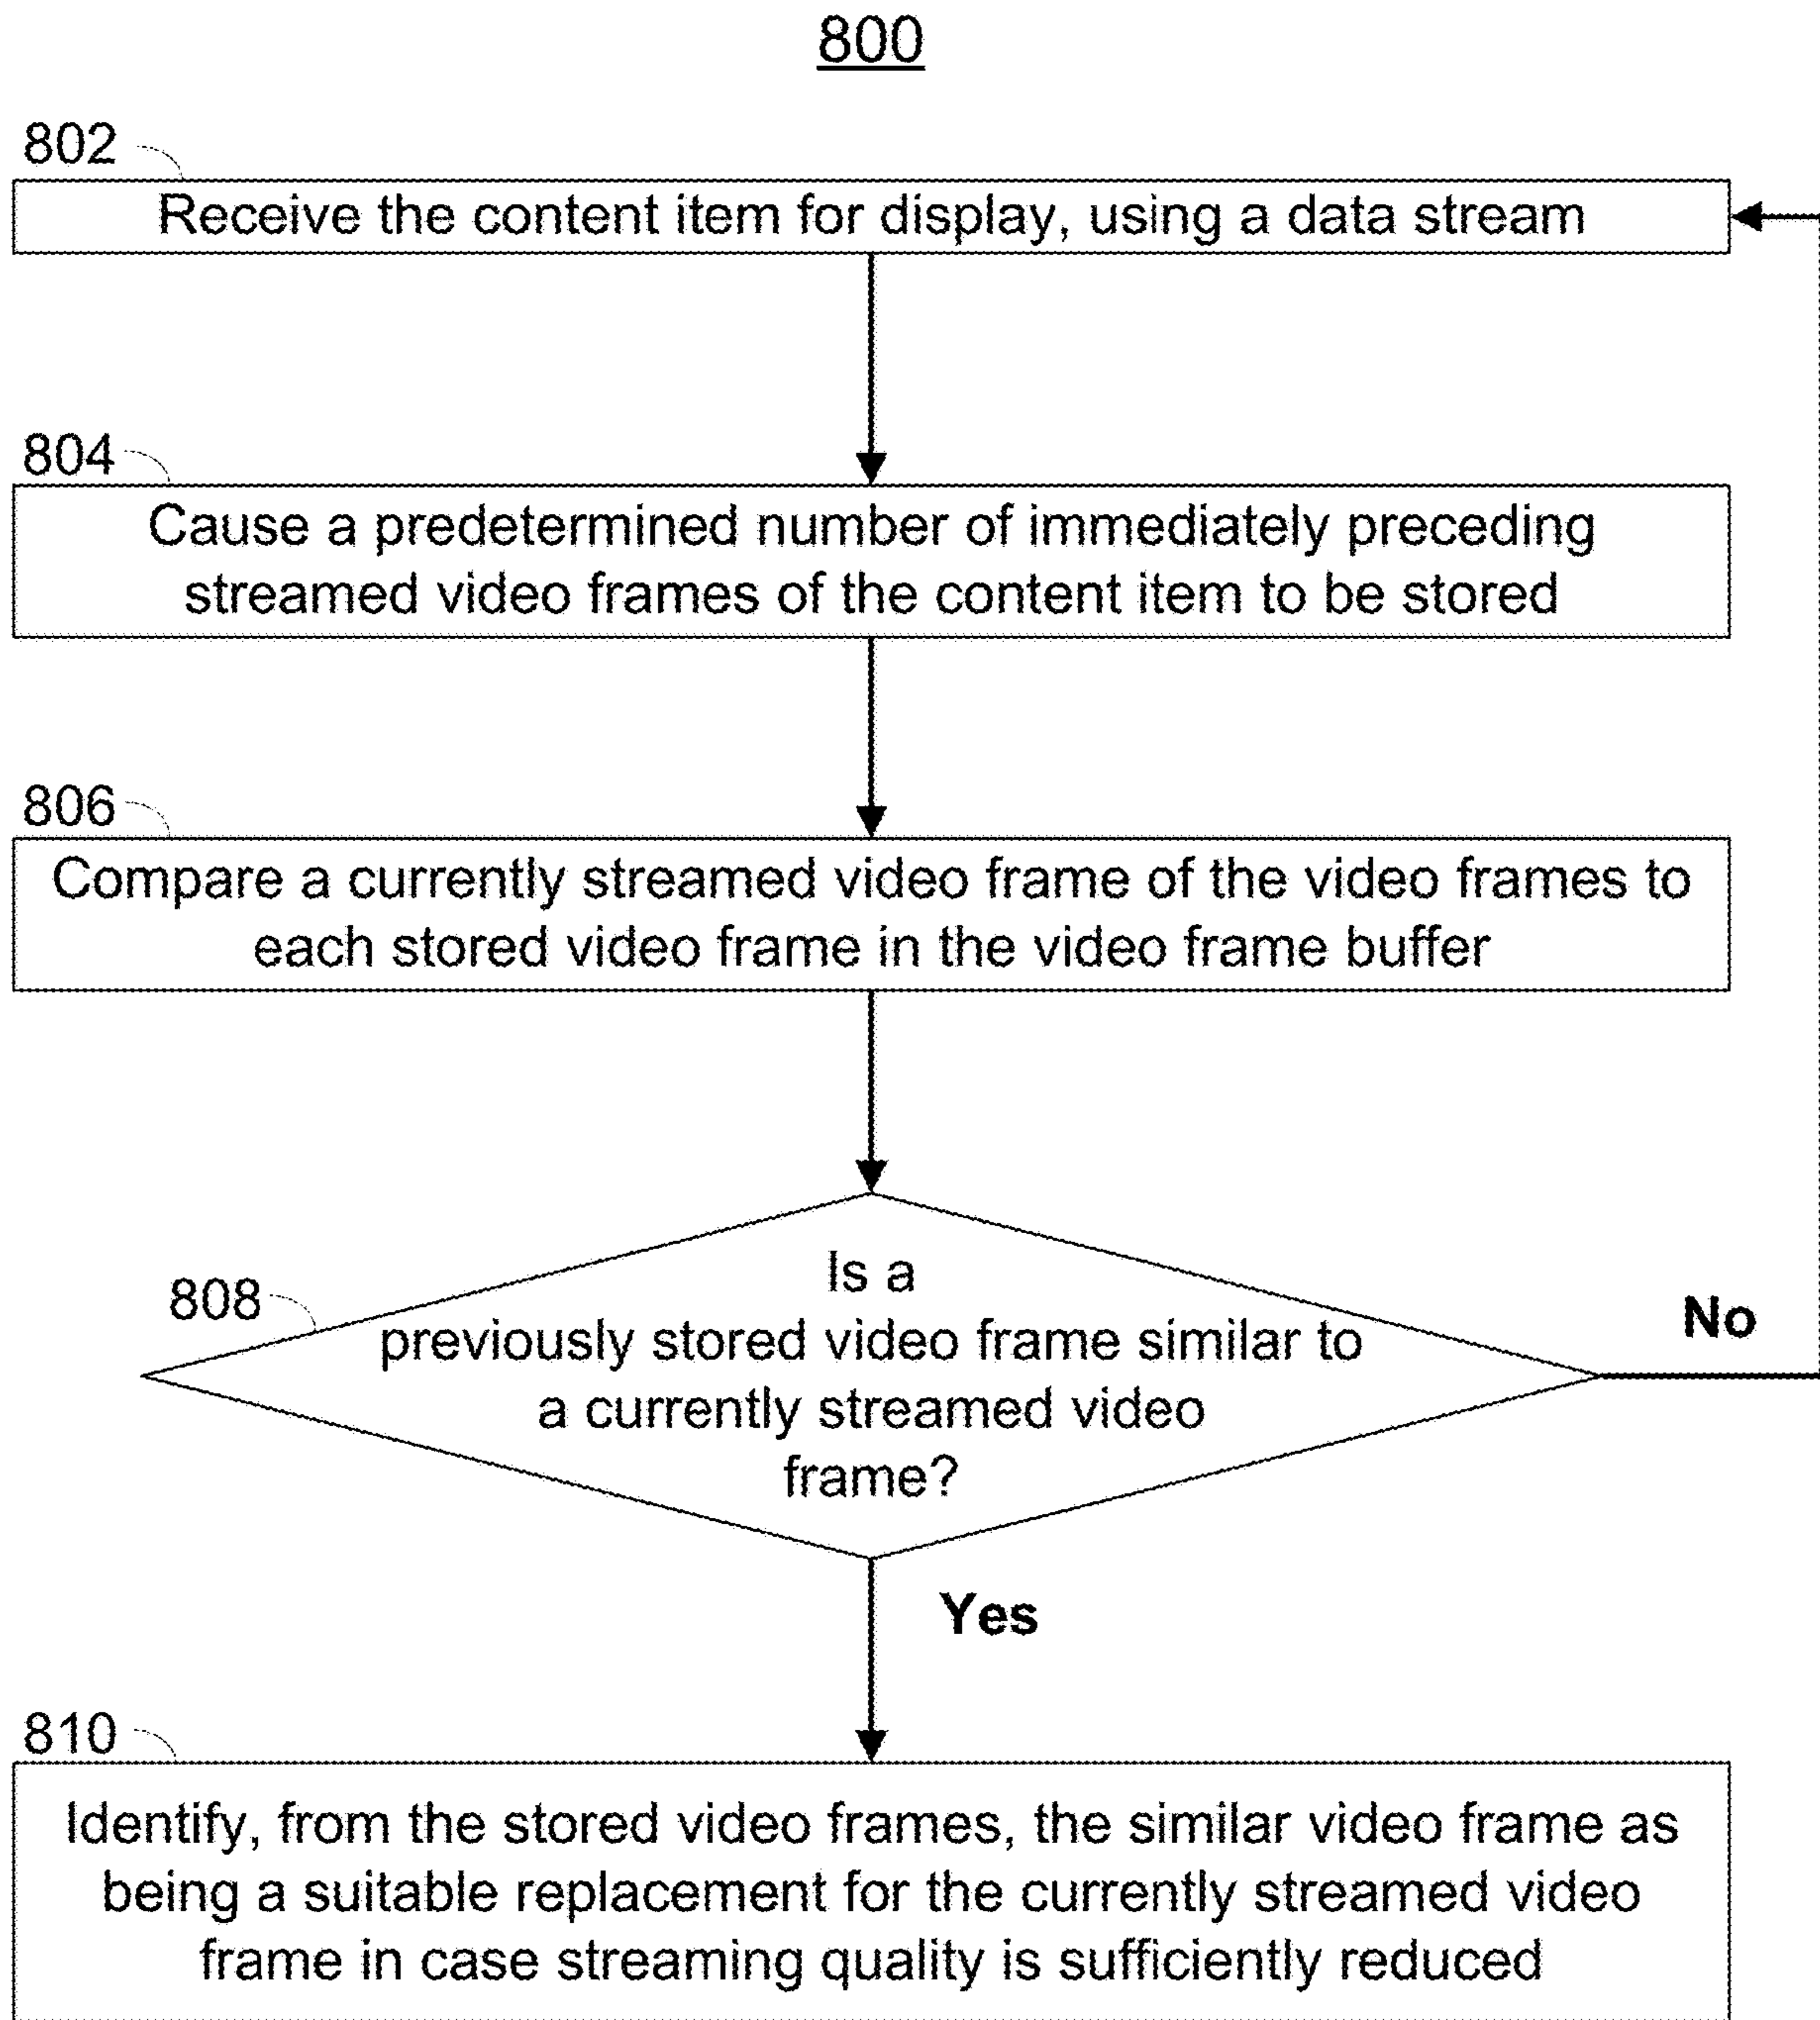 800
802
Receive the content item for display, using a data stream
804
Cause a predetermined number of immediately preceding
streamed video frames of the content item to be stored
806
Compare a currently streamed video frame of the video frames to
each stored video frame in the video frame buffer
808
Is a
previously stored video frame similar to
a currently streamed video
frame?
No
Yes
810
Identify, from the stored video frames, the similar video frame as
being a suitable replacement for the currently streamed video
frame in case streaming quality is sufficiently reduced